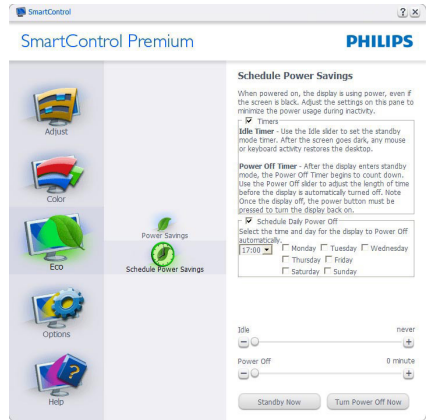 SmartControl
SmartControl Premium
PHILIPS
Adjust
Color
Eco
Options
Help
Power Savings
Schedule Power Savings
Schedule Power Savings
When powered on, the display is using power, even if
the screen is black. Adjust the settings on this pane to
minimize the power usage during inactivity.
Timers
Idle Timer - Use the Idle slider to set the standby
mode timer. After the screen goes dark, any mouse
or keyboard activity restores the desktop.
Power Off Timer - After the display enters standby
mode, the Power Off Timer begins to count down.
Use the Power Off slider to adjust the length of time
before the display is automatically turned off. Note
Once the display off, the power button must be
pressed to turn the display back on.
Schedule Daily Power Off
Select the time and day for the display to Power Off
automatically.
17:00 Monday Tuesday Wednesday
Thursday Friday
Saturday Sunday
Idle never
Power Off 0 minute
Standby Now Turn Power Off Now